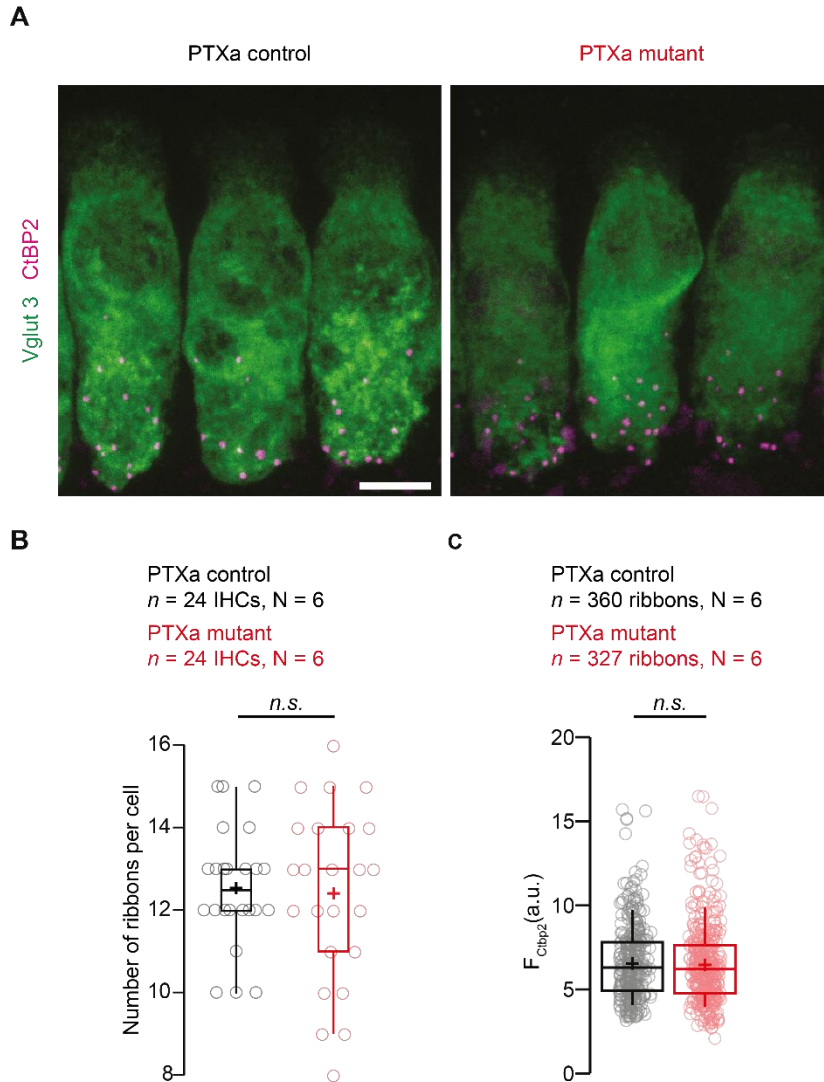 A
PTXa control
PTXa mutant
Vglut 3 CtBP2
B
PTXa control
n = 24 IHCs, N = 6
PTXa mutant
n = 24 IHCs, N = 6
n.s.
Number of ribbons per cell
16
14
12
10
8
C
PTXa control
n = 360 ribbons, N = 6
PTXa mutant
n = 327 ribbons, N = 6
n.s.
F_Ctbp2 (a.u.)
20
15
10
5
0